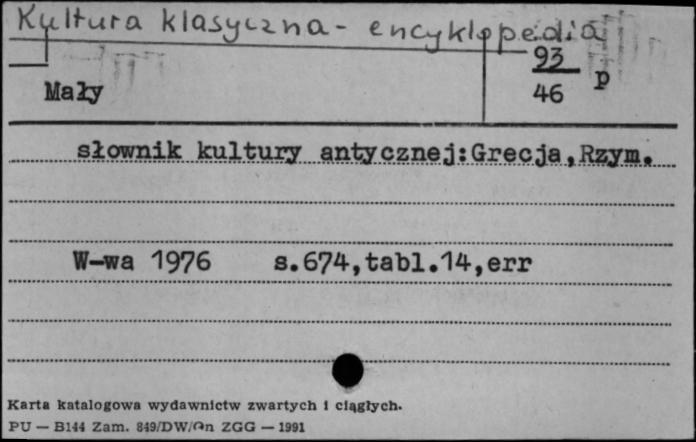 Kultura klasyczna - encyklopedia
93
46 p
Mały
słownik kultury antycznej:Grecja,Rzym.
W-wa 1976 s.674,tabl.14,err
Karta katalogowa wydawnictw zwartych i ciągłych.
PU — B144 Zam. 849/DW/On ZGG — 1991